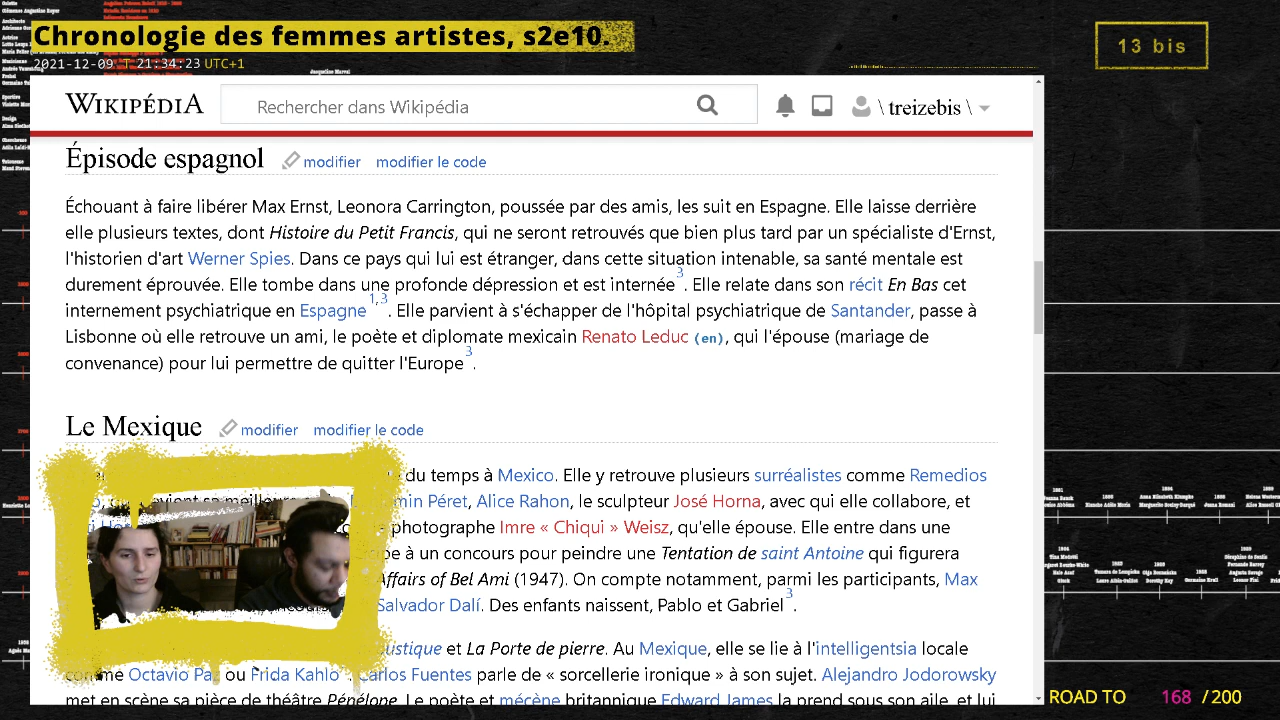 Chronologie des femmes artistes, s2e10.
2021-12-09 T 21:34:23 UTC+1
13 bis
WIKIPÉDIA
Rechercher dans Wikipédia
\ treizebis \
Épisode espagnol modifier modifier le code
Échouant à faire libérer Max Ernst, Leonora Carrington, poussée par des amis, les suit en Espagne. Elle laisse derrière
elle plusieurs textes, dont Histoire du Petit Francis, qui ne seront retrouvés que bien plus tard par un spécialiste d'Ernst,
l'historien d'art Werner Spies. Dans ce pays qui lui est étranger, dans cette situation intenable, sa santé mentale est
durement éprouvée. Elle tombe dans une profonde dépression et est internée3. Elle relate dans son récit En Bas cet
internement psychiatrique en Espagne1,3. Elle parvient à s'échapper de l'hôpital psychiatrique de Santander, passe à
Lisbonne où elle retrouve un ami, le poète et diplomate mexicain Renato Leduc (en), qui l'épouse (mariage de
convenance) pour lui permettre de quitter l'Europe3.
Le Mexique modifier modifier le code
du temps à Mexico. Elle y retrouve plusieurs surréalistes comme Remedios
Péret, Alice Rahon, le sculpteur José Horna, avec qui elle collabore, et
photographe Imre « Chiqui » Weisz, qu'elle épouse. Elle entre dans une
à un concours pour peindre une Tentation de saint Antoine qui figurera
Affairs of Bel Ami (1947). On compte notamment, parmi les participants, Max
Salvador Dalí. Des enfants naissent, Pablo et Gabriel3.
et La Porte de pierre. Au Mexique, elle se lie à l'intelligentsia locale
Octavio Paz ou Frida Kahlo. Carlos Fuentes parle de « sorcellerie ironique » à son sujet. Alejandro Jodorowsky
met en scène sa pièce de théâtre Pénélope. Le poète et mécène britannique Edward James la prend sous son aile, et lui
ROAD TO 168 / 200